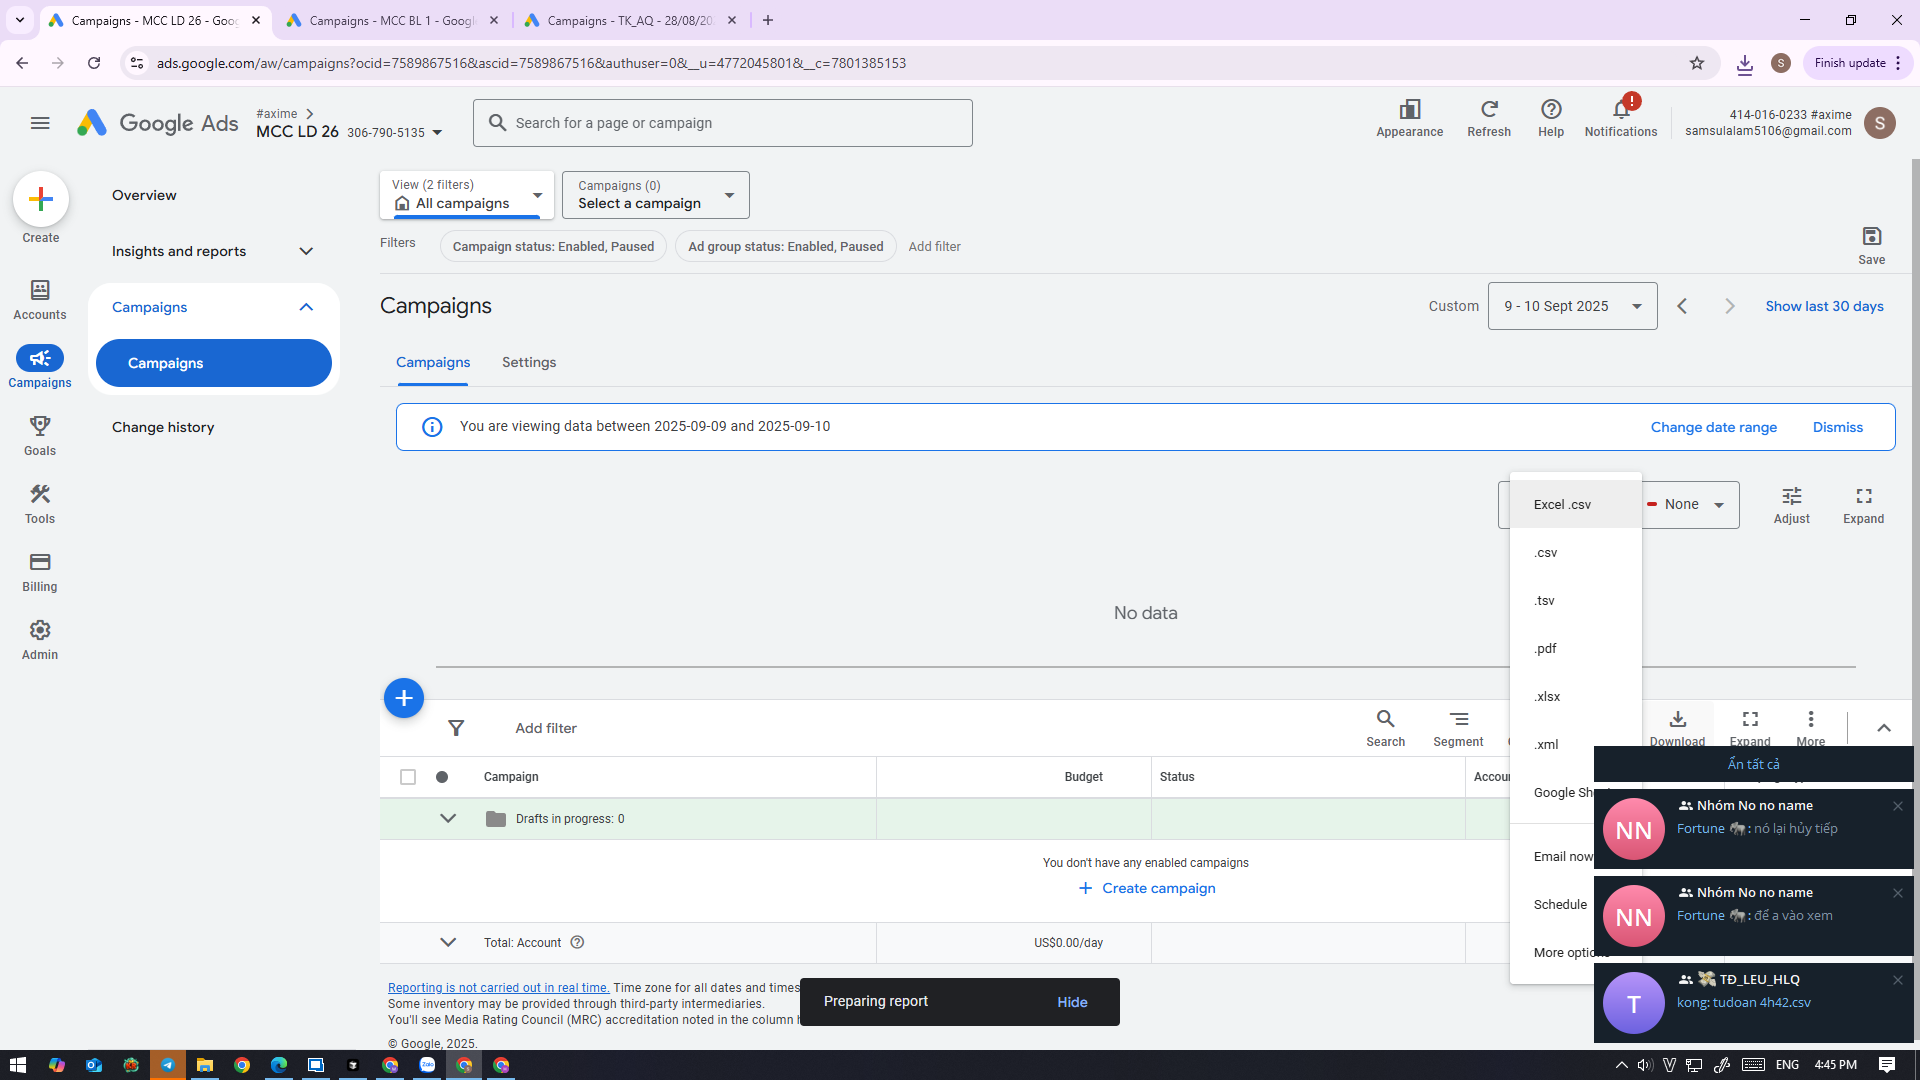 Campaigns - MCC LD 26 - Goog
Campaigns - MCC BL 1 - Google
Campaigns - TK_AQ - 28/08/202
ads.google.com/aw/campaigns?ocid=7589867516&ascid=7589867516&authuser=0&__u=4772045801&__c=7801385153
S
Finish update
Google Ads
#axime
MCC LD 26 306-790-5135
Search for a page or campaign
Appearance
Refresh
Help
!
Notifications
414-016-0233 #axime
samsulalam5106@gmail.com
S
Create
Accounts
Campaigns
Goals
Tools
Billing
Admin
Overview
Insights and reports
Campaigns
Campaigns
Change history
View (2 filters)
All campaigns
Campaigns (0)
Select a campaign
Filters
Campaign status: Enabled, Paused
Ad group status: Enabled, Paused
Add filter
Save
Campaigns
Custom
9 - 10 Sept 2025
Show last 30 days
Campaigns
Settings
You are viewing data between 2025-09-09 and 2025-09-10
Change date range
Dismiss
None
Adjust
Expand
No data
Excel .csv
.csv
.tsv
.pdf
.xlsx
.xml
Google She
Email now
Schedule
More options
Add filter
Search
Segment
Download
Expand
More
Campaign
Budget
Status
Accoun
Drafts in progress: 0
You don't have any enabled campaigns
Create campaign
Total: Account
US$0.00/day
Reporting is not carried out in real time. Time zone for all dates and times
Some inventory may be provided through third-party intermediaries.
You'll see Media Rating Council (MRC) accreditation noted in the column h
© Google, 2025.
Preparing report
Hide
Ẩn tất cả
NN
Nhóm No no name
Fortune 🐘: nó lại hủy tiếp
NN
Nhóm No no name
Fortune 🐘: để a vào xem
T
💸 TĐ_LEU_HLQ
kong: tudoan 4h42.csv
Zalo
ENG
4:45 PM